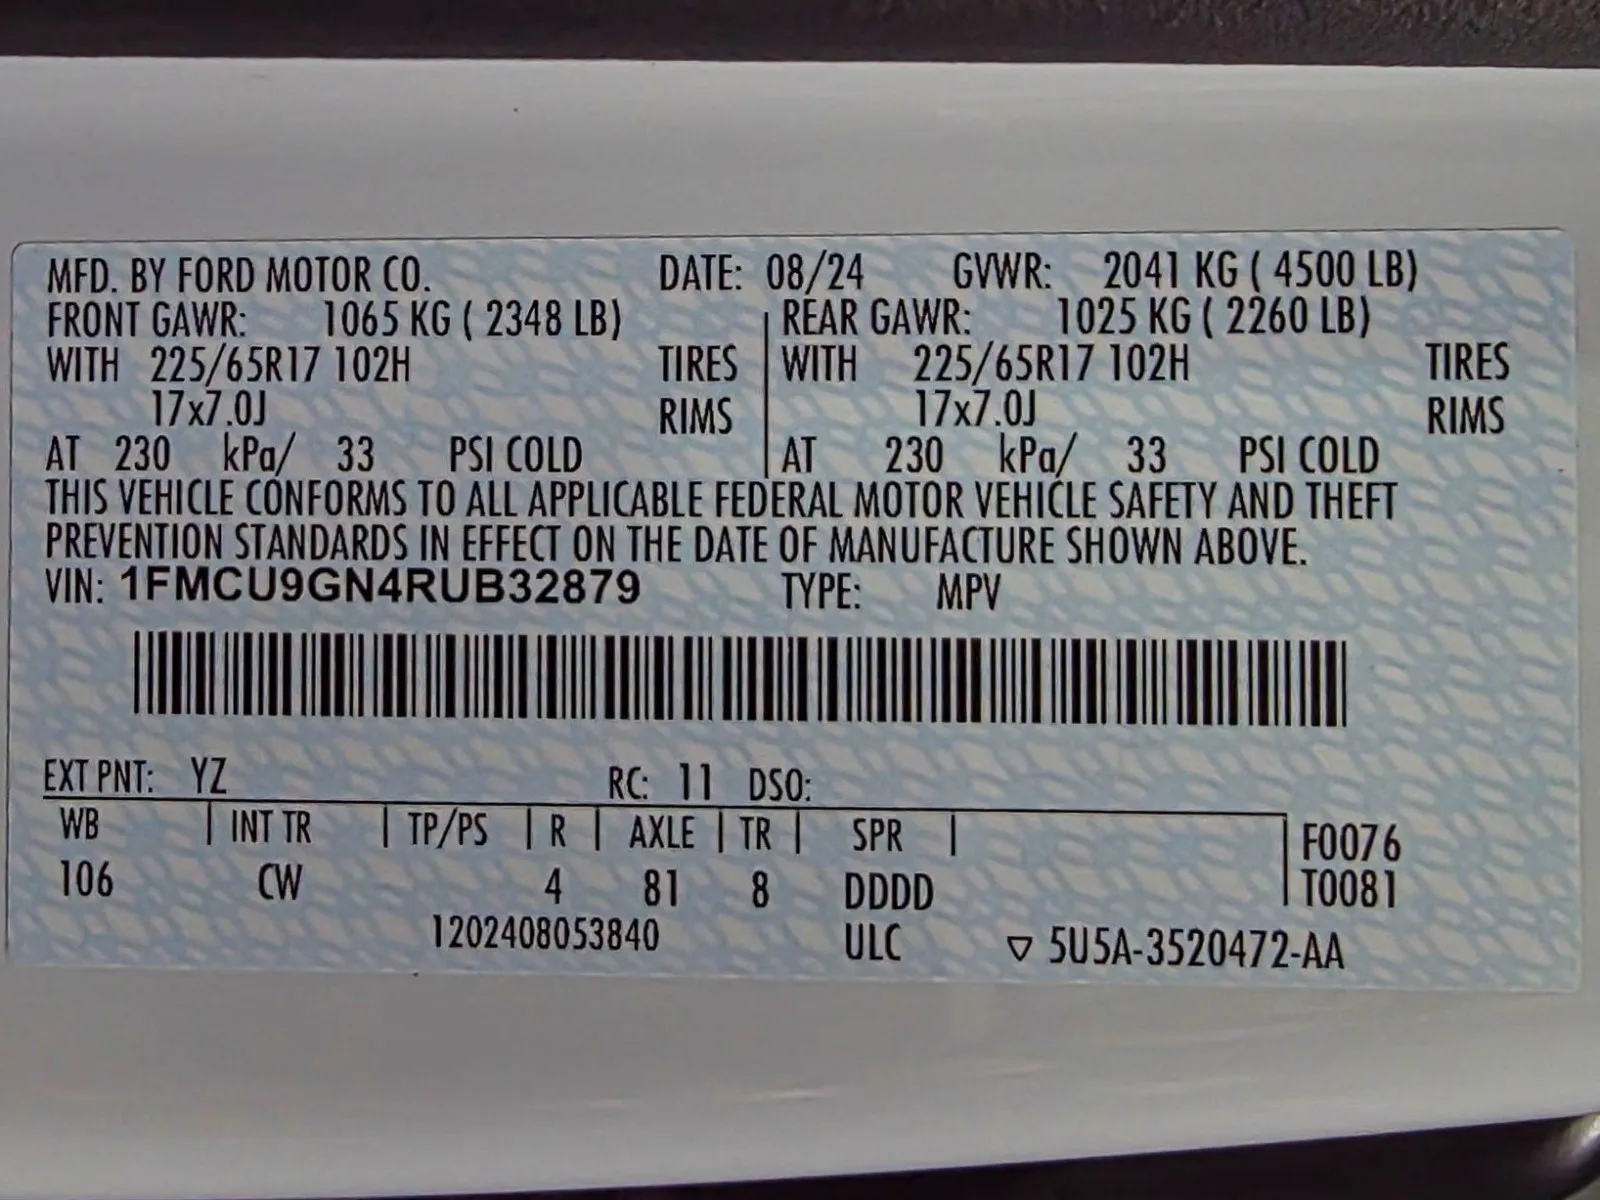 MFD. BY FORD MOTOR CO. DATE: 08/24 GVWR: 2041 KG ( 4500 LB)
FRONT GAWR: 1065 KG ( 2348 LB) REAR GAWR: 1025 KG ( 2260 LB)
WITH 225/65R17 102H TIRES WITH 225/65R17 102H TIRES
17x7.0J RIMS 17x7.0J RIMS
AT 230 kPa/ 33 PSI COLD AT 230 kPa/ 33 PSI COLD
THIS VEHICLE CONFORMS TO ALL APPLICABLE FEDERAL MOTOR VEHICLE SAFETY AND THEFT
PREVENTION STANDARDS IN EFFECT ON THE DATE OF MANUFACTURE SHOWN ABOVE.
VIN: 1FMCU9GN4RUB32879 TYPE: MPV
EXT PNT: YZ RC: 11 DSO:
WB | INT TR | TP/PS | R | AXLE | TR | SPR | F0076
106 CW 4 81 8 DDDD T0081
1202408053840 ULC ▽ 5U5A-3520472-AA